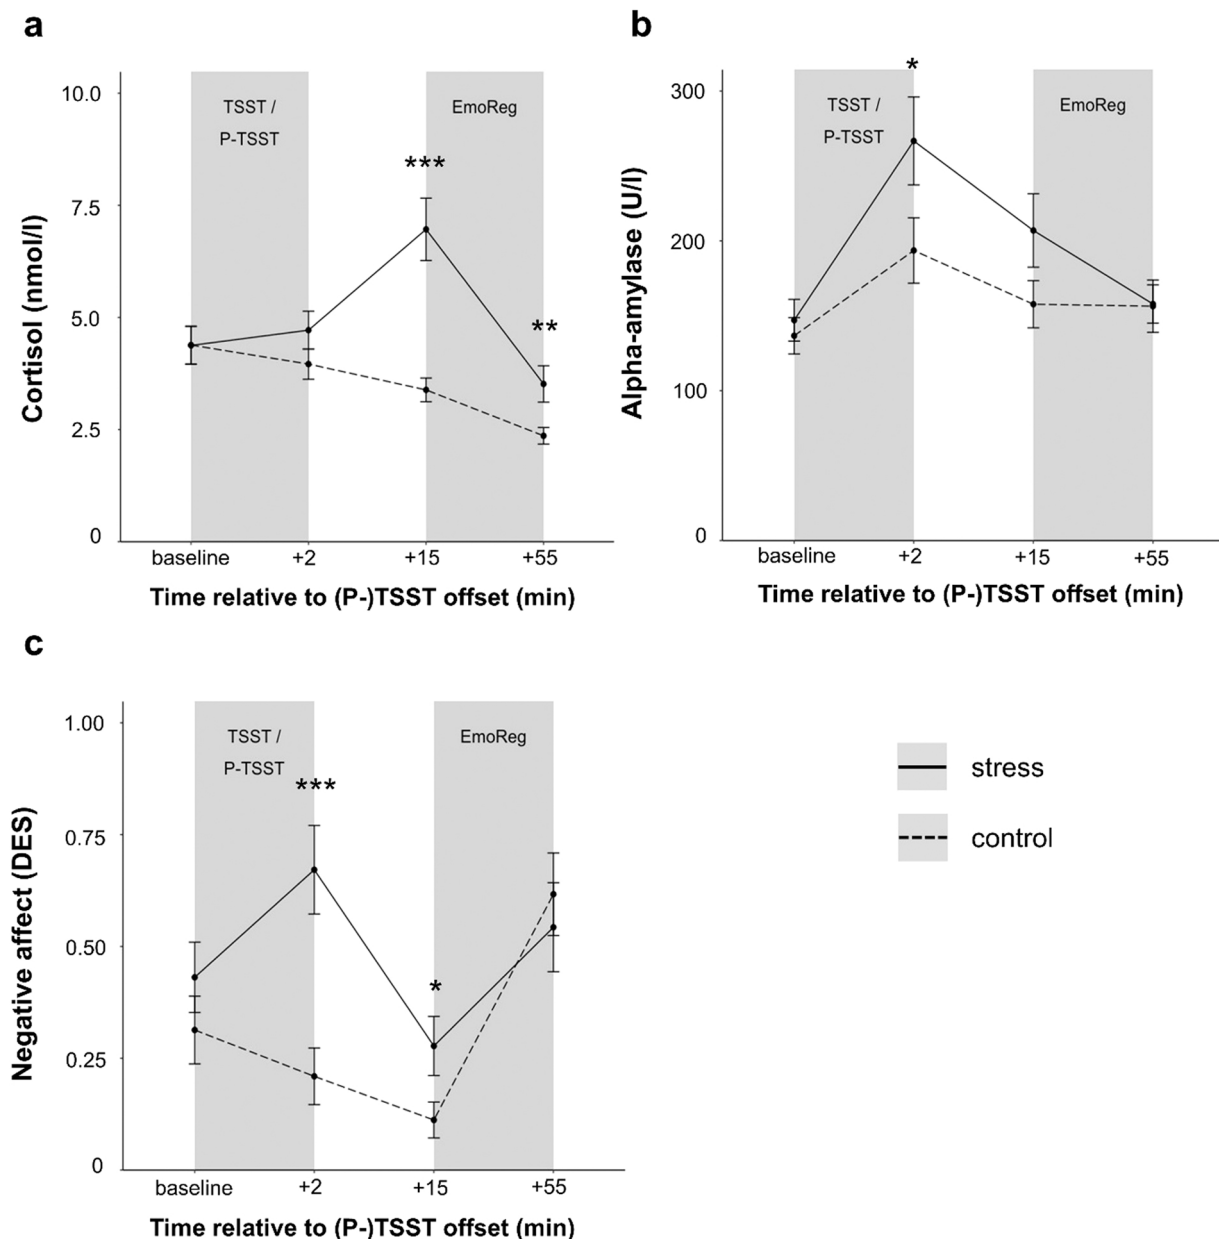 a
10.0
7.5
5.0
2.5
0
Cortisol (nmol/l)
TSST /
P-TSST
EmoReg
***
**
baseline +2 +15 +55
Time relative to (P-)TSST offset (min)
b
300
200
100
0
Alpha-amylase (U/l)
TSST /
P-TSST
EmoReg
*
baseline +2 +15 +55
Time relative to (P-)TSST offset (min)
c
1.00
0.75
0.50
0.25
0
Negative affect (DES)
TSST /
P-TSST
EmoReg
***
*
baseline +2 +15 +55
Time relative to (P-)TSST offset (min)
stress
control